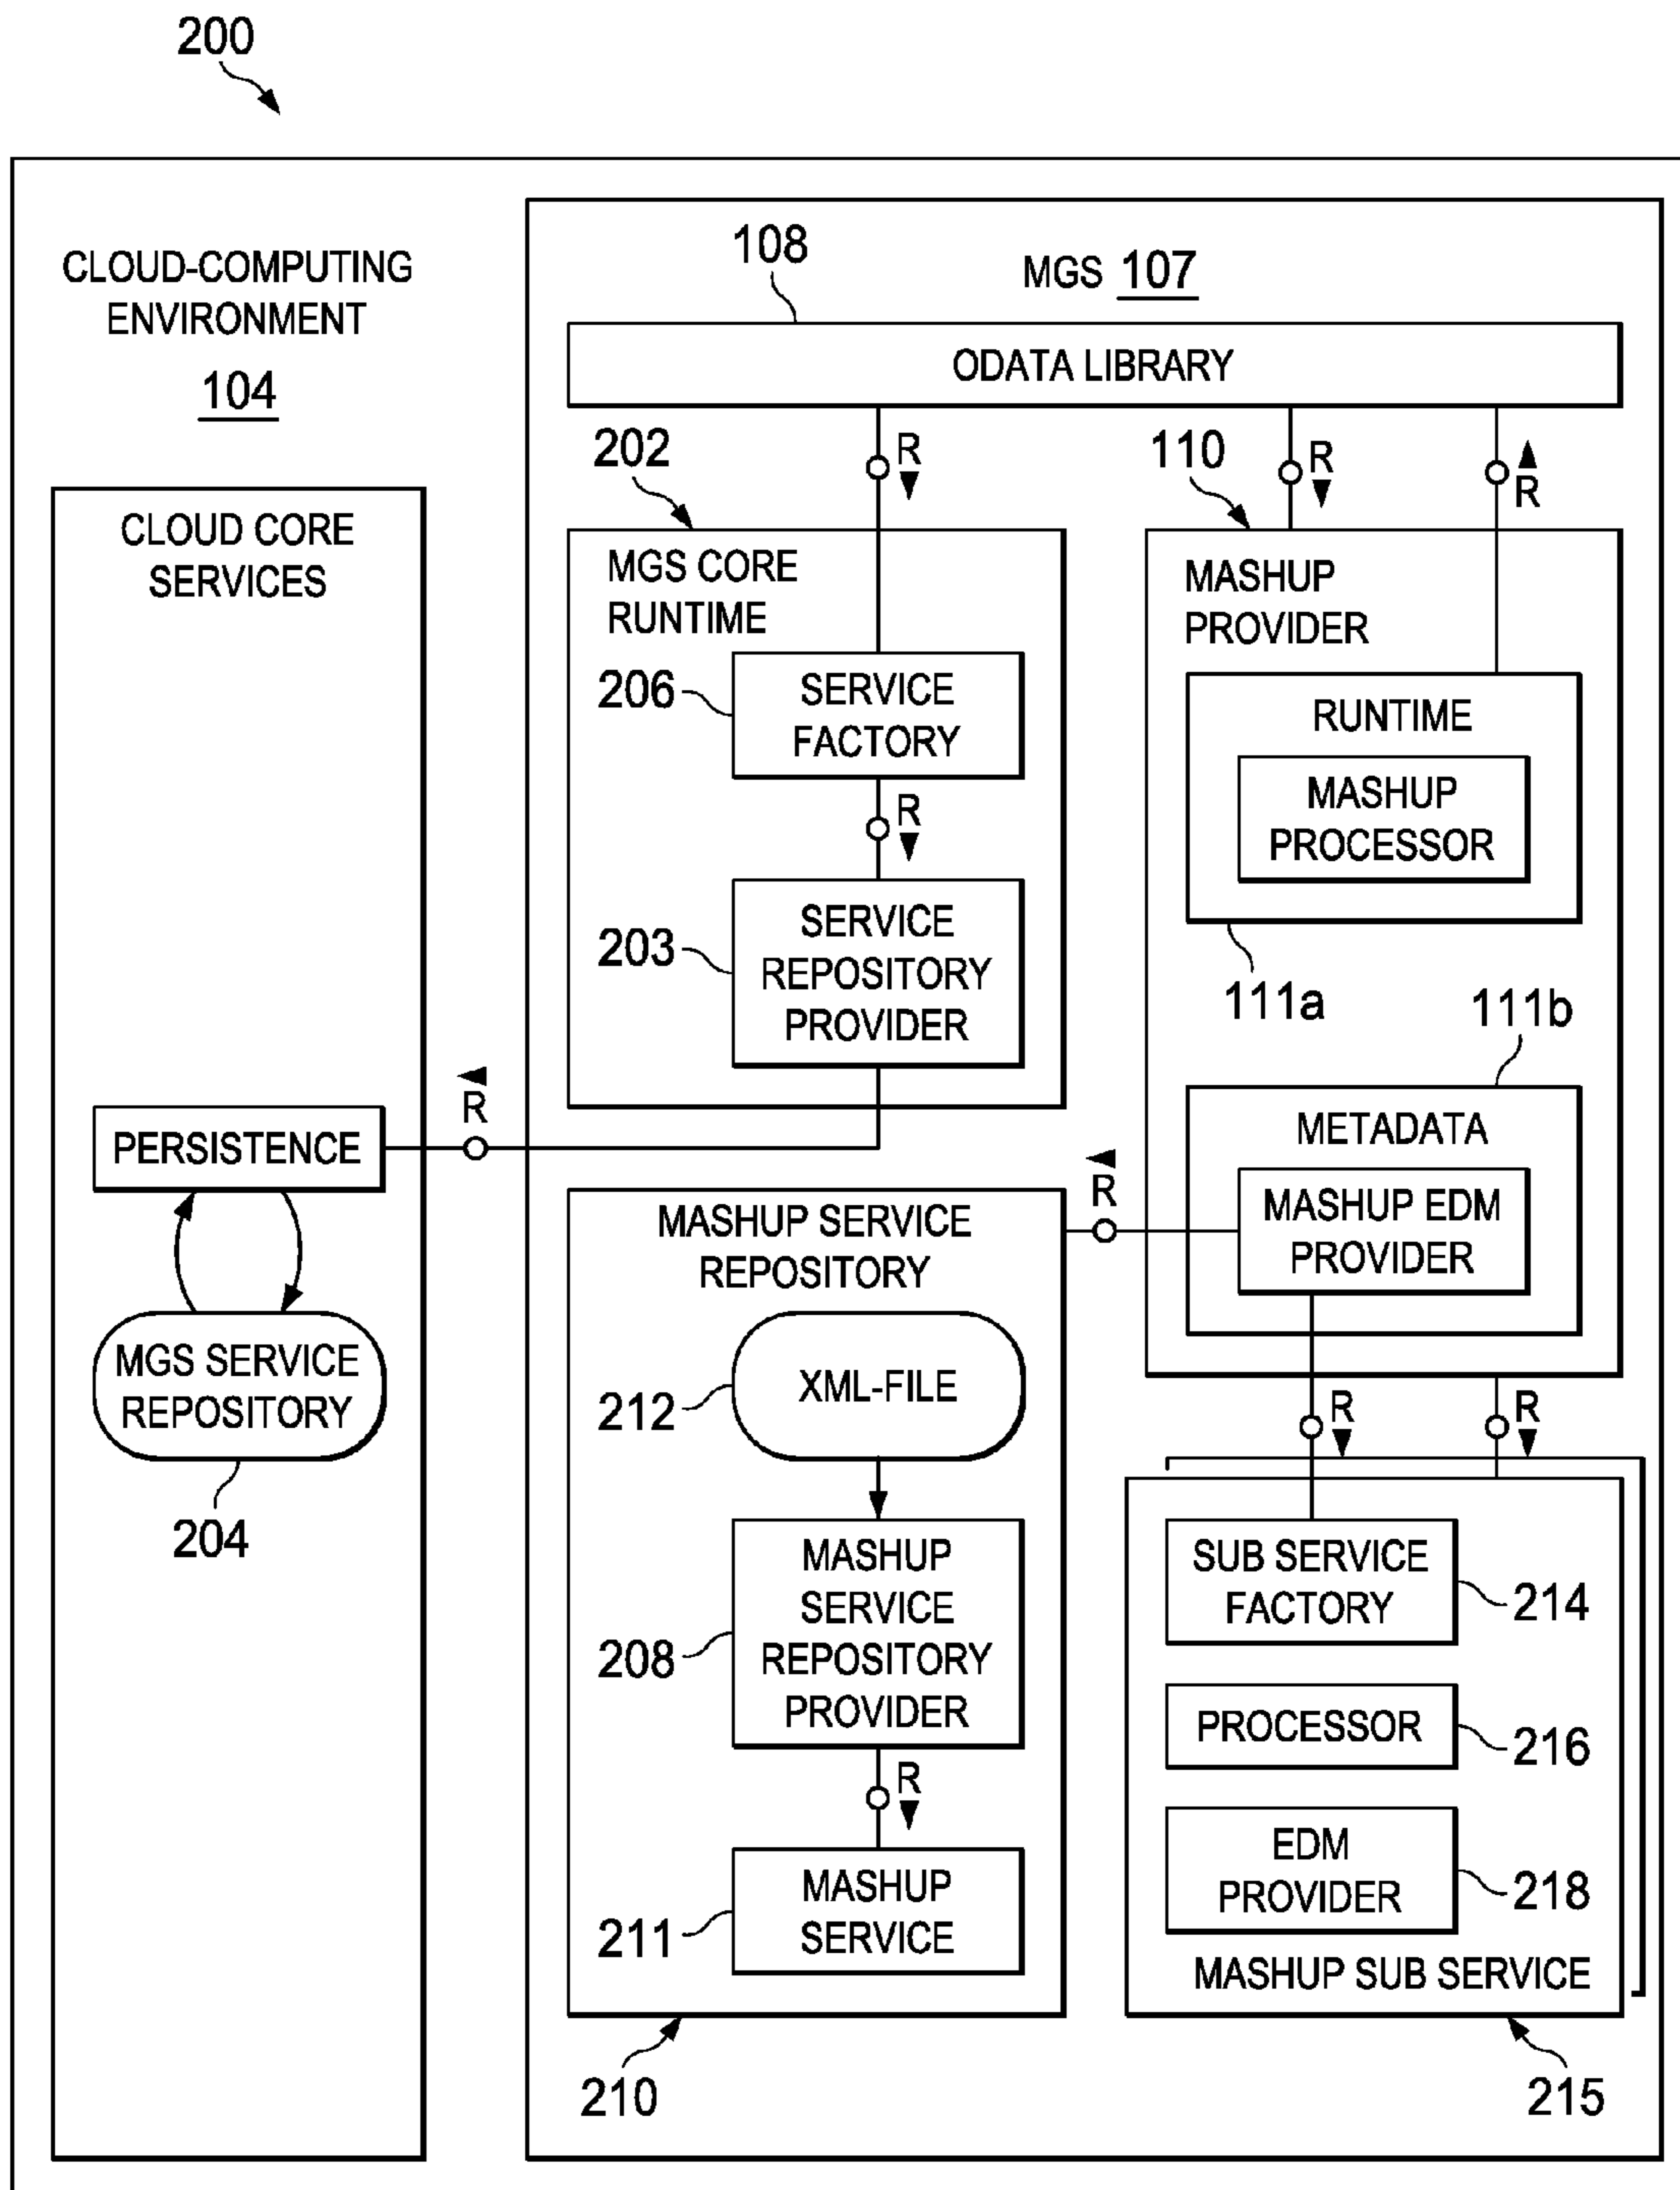 200
CLOUD-COMPUTING
ENVIRONMENT
104
CLOUD CORE
SERVICES
PERSISTENCE
MGS SERVICE
REPOSITORY
204
R
MGS 107
108
ODATA LIBRARY
R
R
R
202
MGS CORE
RUNTIME
206
SERVICE
FACTORY
R
203
SERVICE
REPOSITORY
PROVIDER
110
MASHUP
PROVIDER
RUNTIME
MASHUP
PROCESSOR
111a
111b
METADATA
MASHUP EDM
PROVIDER
R
MASHUP SERVICE
REPOSITORY
212
XML-FILE
208
MASHUP
SERVICE
REPOSITORY
PROVIDER
R
211
MASHUP
SERVICE
210
R
R
SUB SERVICE
FACTORY
214
PROCESSOR
216
EDM
PROVIDER
218
MASHUP SUB SERVICE
215